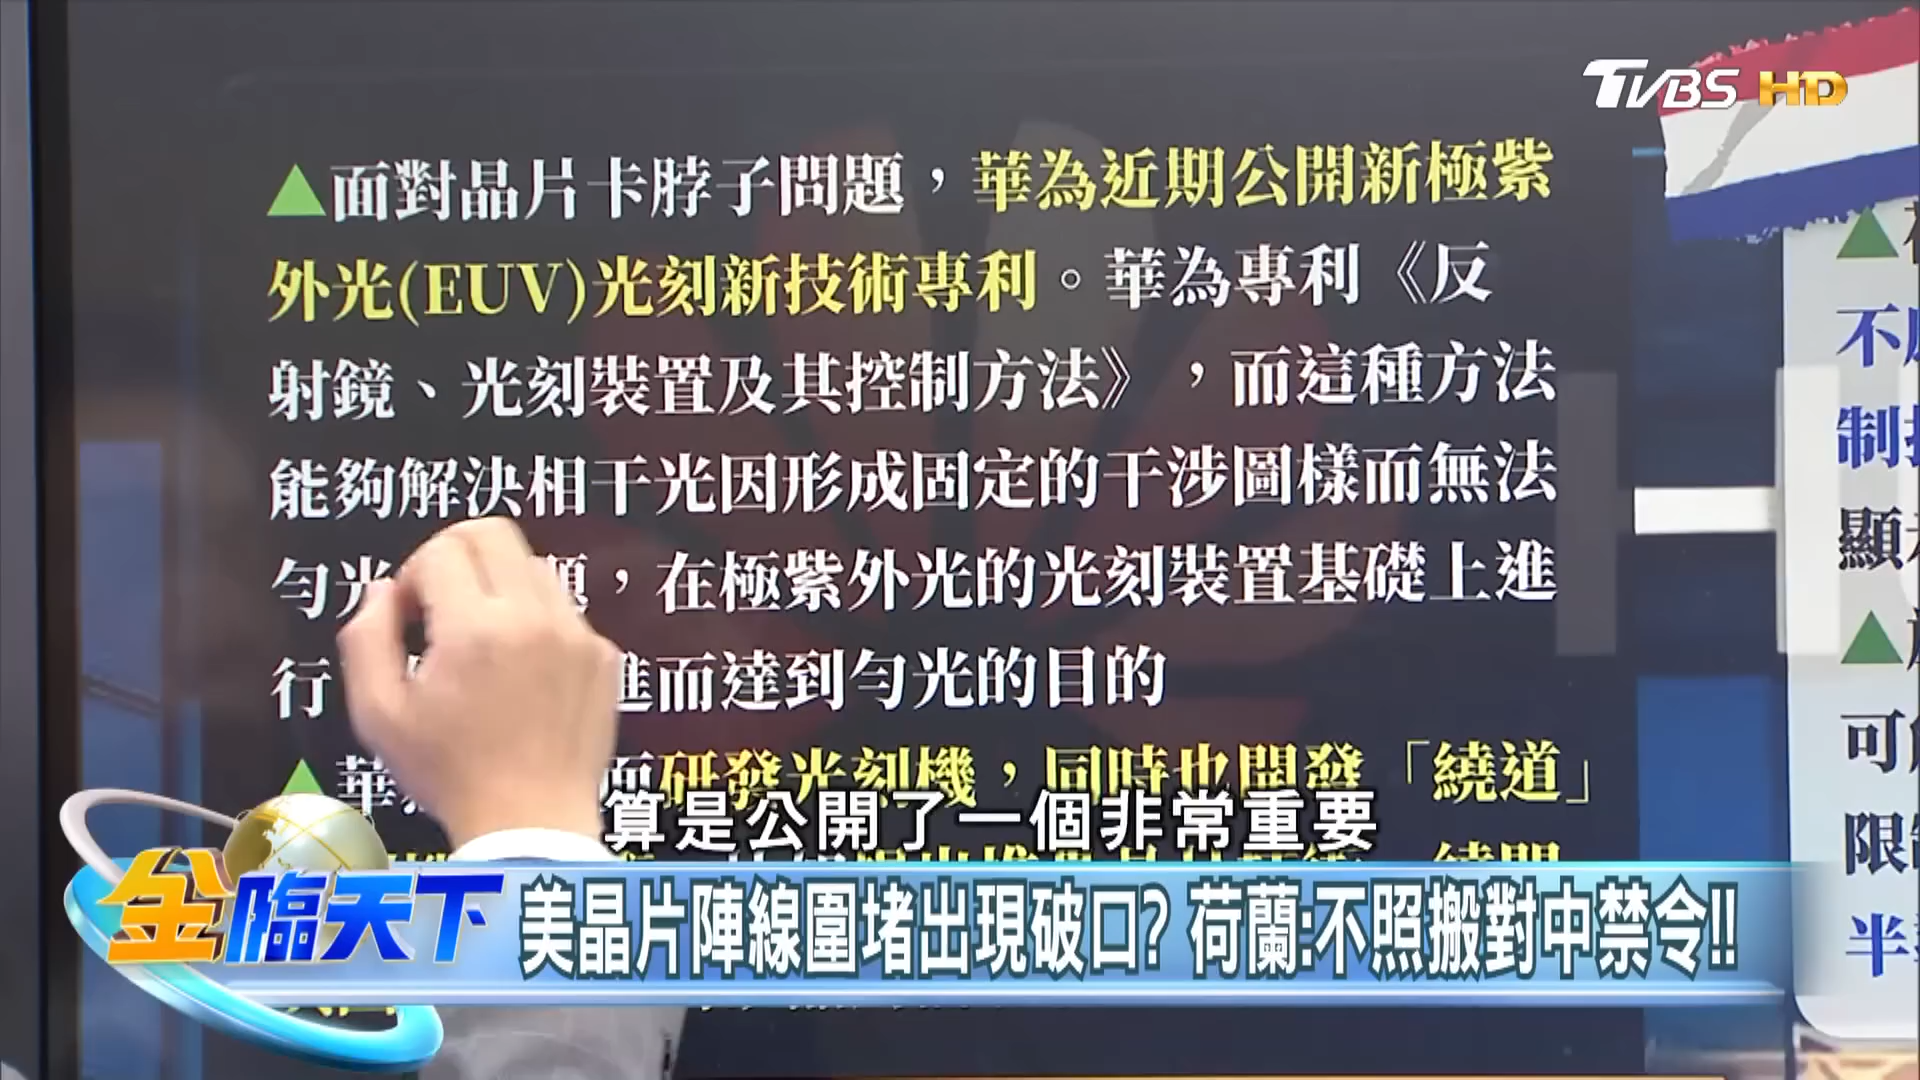 TVBS HD
▲面對晶片卡脖子問題，華為近期公開新極紫
外光(EUV)光刻新技術專利。華為專利《反
射鏡、光刻裝置及其控制方法》，而這種方法
能夠解決相干光因形成固定的干涉圖樣而無法
勻光 題，在極紫外光的光刻裝置基礎上進
行 進而達到勻光的目的
▲華 而研發光刻機，同時也開發「繞道」
算是公開了一個非常重要
金臨天下
美晶片陣線圍堵出現破口? 荷蘭:不照搬對中禁令!!
▲
不
制
顯
▲
可
限
半